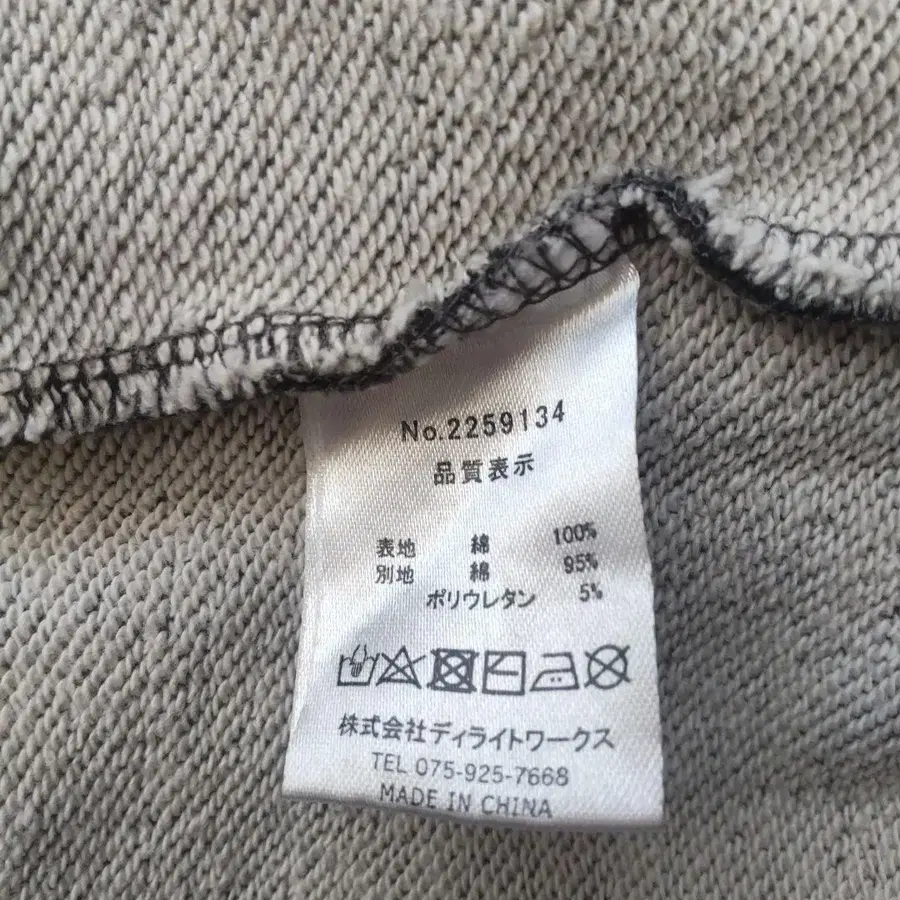 No.2259134
品質表示
表地 綿 100%
別地 綿 95%
ポリウレタン 5%
株式会社ディライトワークス
TEL 075-925-7668
MADE IN CHINA